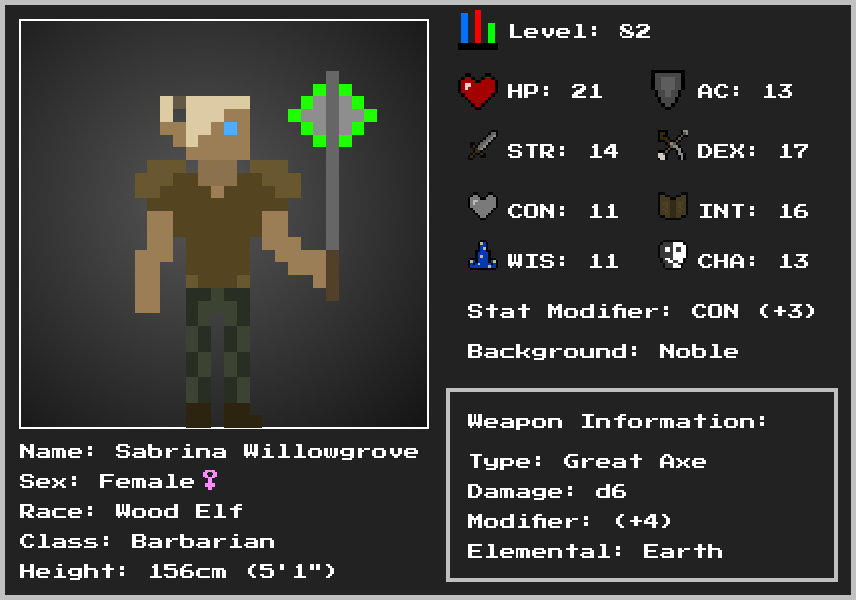 Level: 82
HP: 21 AC: 13
STR: 14 DEX: 17
CON: 11 INT: 16
WIS: 11 CHA: 13
Stat Modifier: CON (+3)
Background: Noble
Weapon Information:
Type: Great Axe
Damage: d6
Modifier: (+4)
Elemental: Earth
Name: Sabrina Willowgrove
Sex: Female♀
Race: Wood Elf
Class: Barbarian
Height: 156cm (5'1")